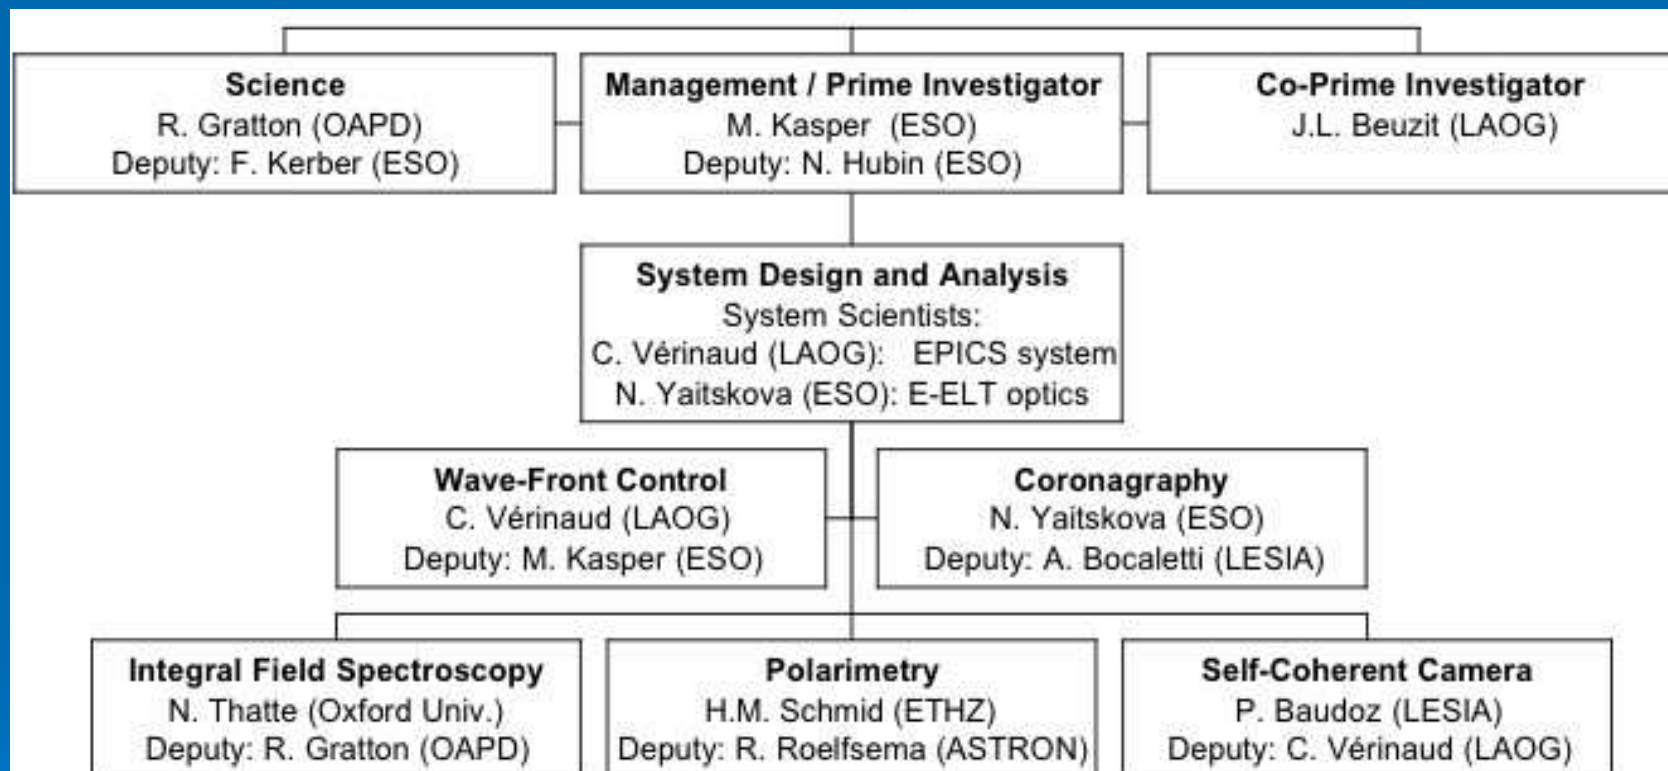 Science
R. Gratton (OAPD)
Deputy: F. Kerber (ESO)
Management / Prime Investigator
M. Kasper (ESO)
Deputy: N. Hubin (ESO)
Co-Prime Investigator
J.L. Beuzit (LAOG)
System Design and Analysis
System Scientists:
C. Vérinaud (LAOG): EPICS system
N. Yaitskova (ESO): E-ELT optics
Wave-Front Control
C. Vérinaud (LAOG)
Deputy: M. Kasper (ESO)
Coronagraphy
N. Yaitskova (ESO)
Deputy: A. Bocaletti (LESIA)
Integral Field Spectroscopy
N. Thatte (Oxford Univ.)
Deputy: R. Gratton (OAPD)
Polarimetry
H.M. Schmid (ETHZ)
Deputy: R. Roelfsema (ASTRON)
Self-Coherent Camera
P. Baudoz (LESIA)
Deputy: C. Vérinaud (LAOG)